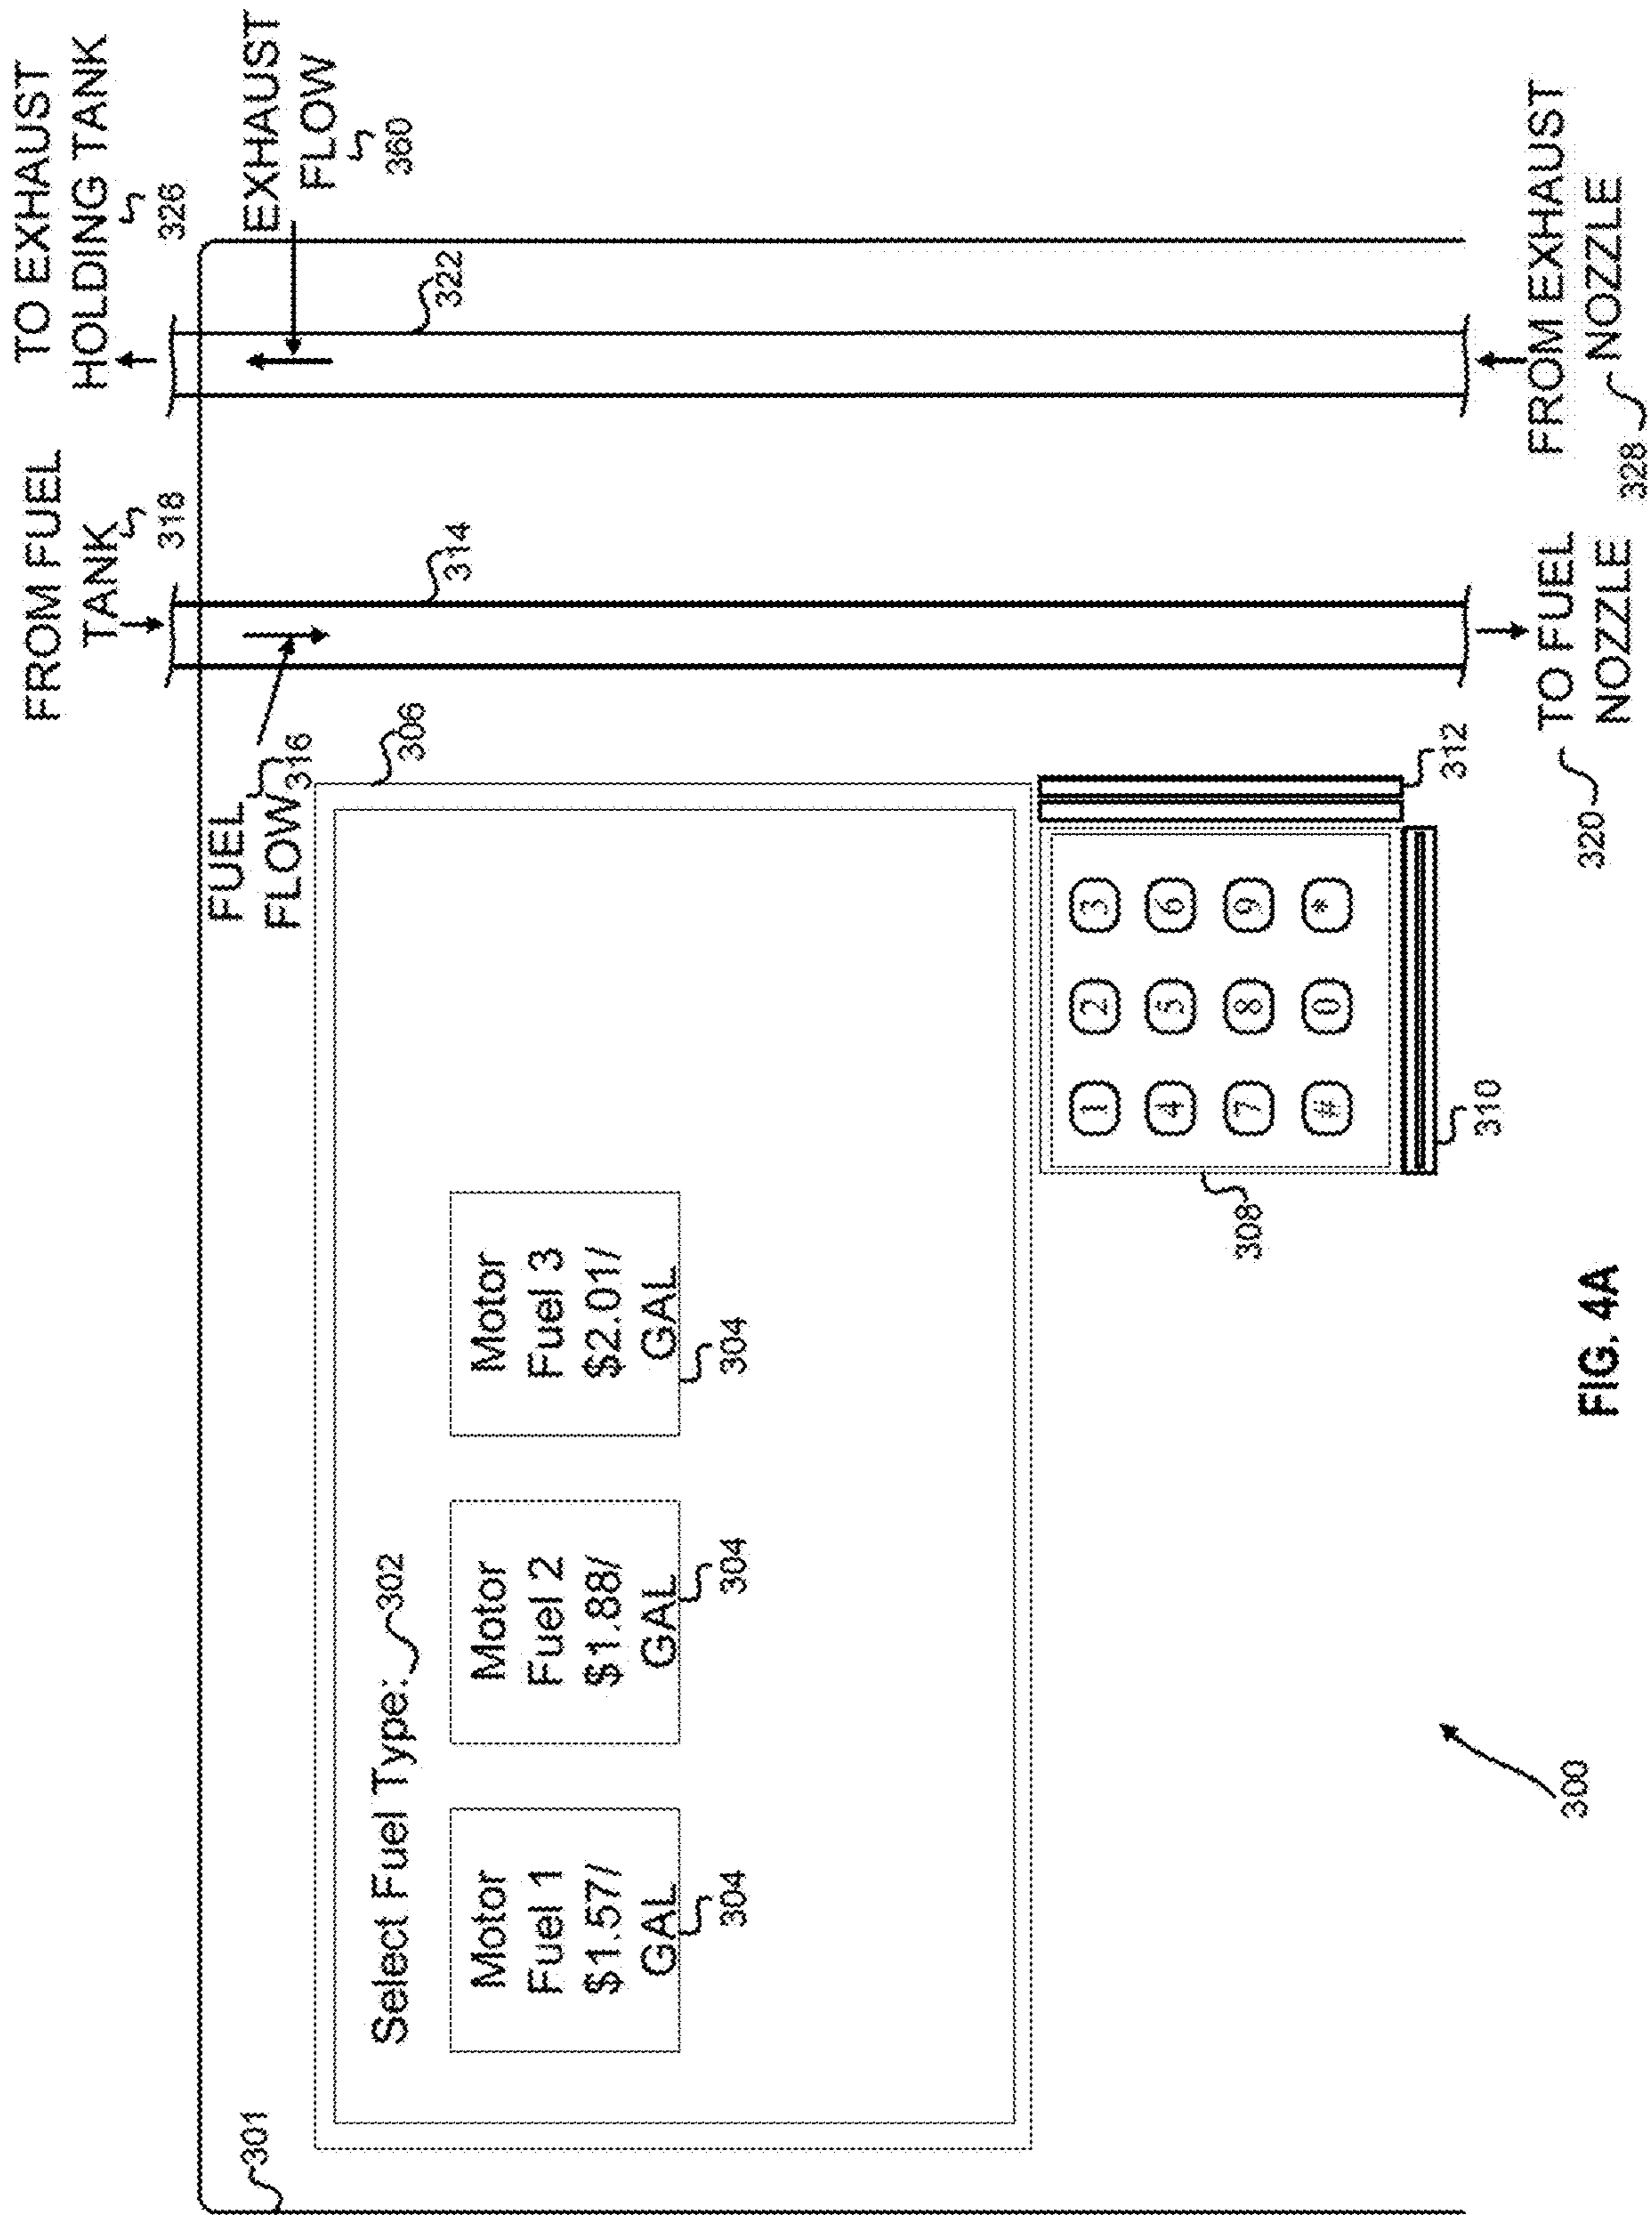 FROM FUEL
TANK
318
TO EXHAUST
HOLDING TANK
326
EXHAUST
FLOW
360
301
FUEL
FLOW
316
306
314
322
Select Fuel Type:
302
Motor
Fuel 1
$1.57/
GAL
304
Motor
Fuel 2
$1.88/
GAL
304
Motor
Fuel 3
$2.01/
GAL
304
1 2 3
4 5 6
7 8 9
# 0 *
308
310
312
300
320
TO FUEL
NOZZLE
FROM EXHAUST
NOZZLE
328
FIG. 4A